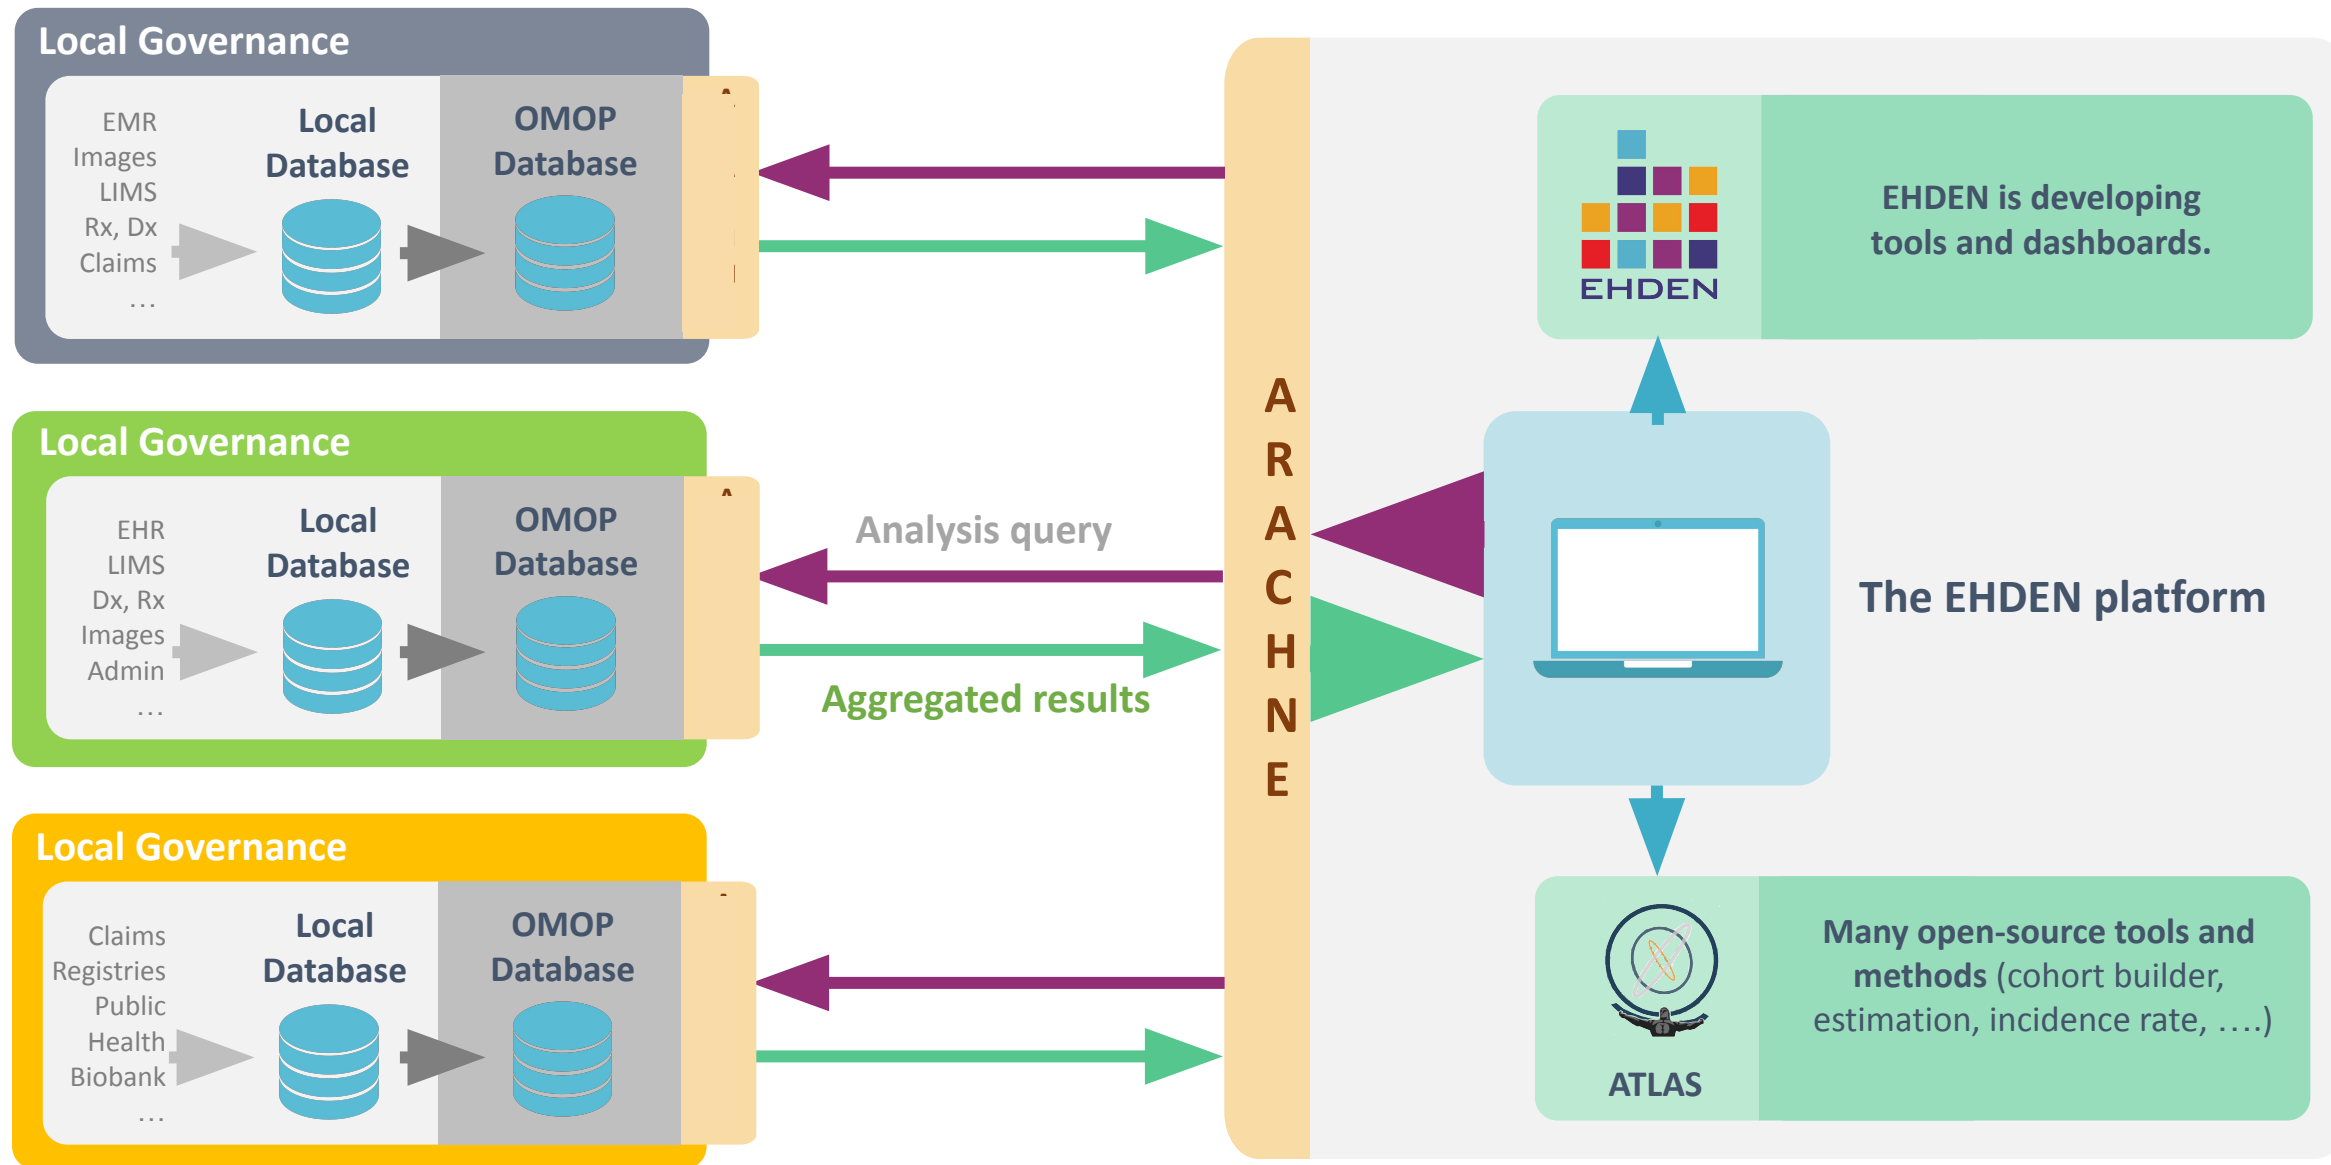 Local Governance
EMR
Images
LIMS
Rx, Dx
Claims
…
Local
Database
OMOP
Database
Local Governance
EHR
LIMS
Dx, Rx
Images
Admin
…
Local
Database
OMOP
Database
Local Governance
Claims
Registries
Public
Health
Biobank
…
Local
Database
OMOP
Database
Analysis query
Aggregated results
A
R
A
C
H
N
E
EHDEN
EHDEN is developing
tools and dashboards.
The EHDEN platform
ATLAS
Many open-source tools and
methods (cohort builder,
estimation, incidence rate, ….)